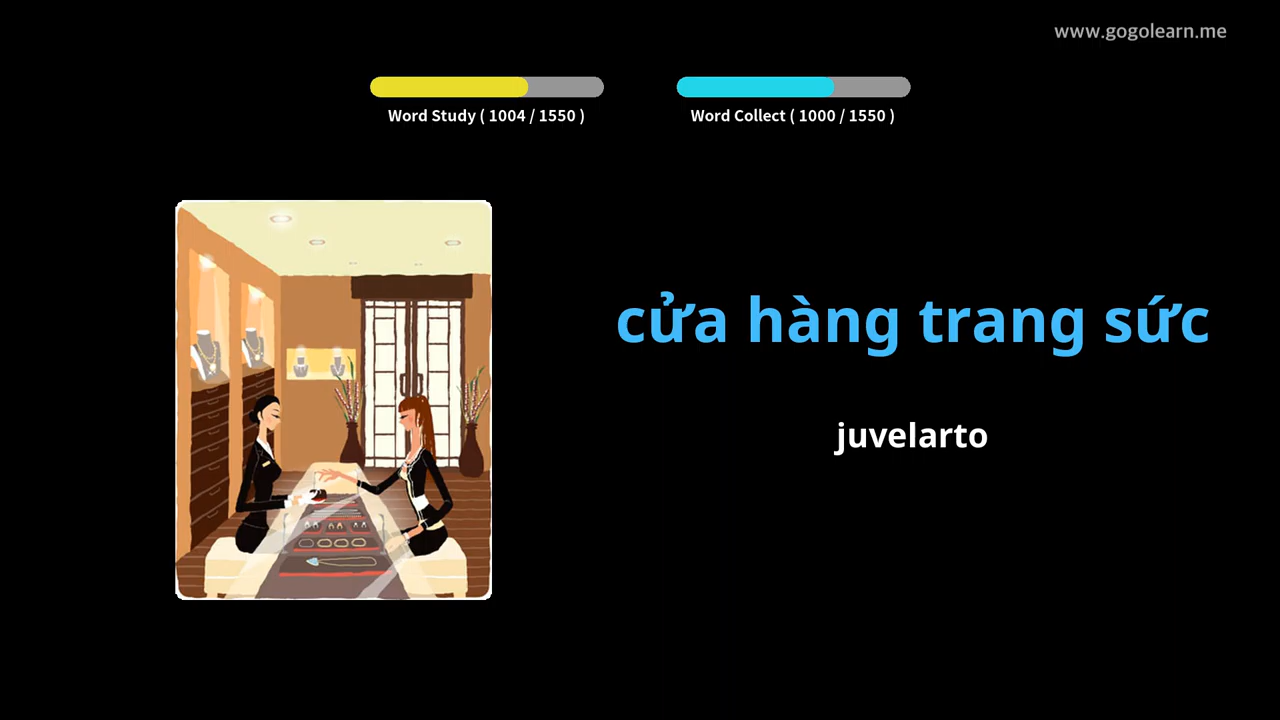 www.gogolearn.me
Word Study ( 1004 / 1550 )
Word Collect ( 1000 / 1550 )
cửa hàng trang sức
juvelarto